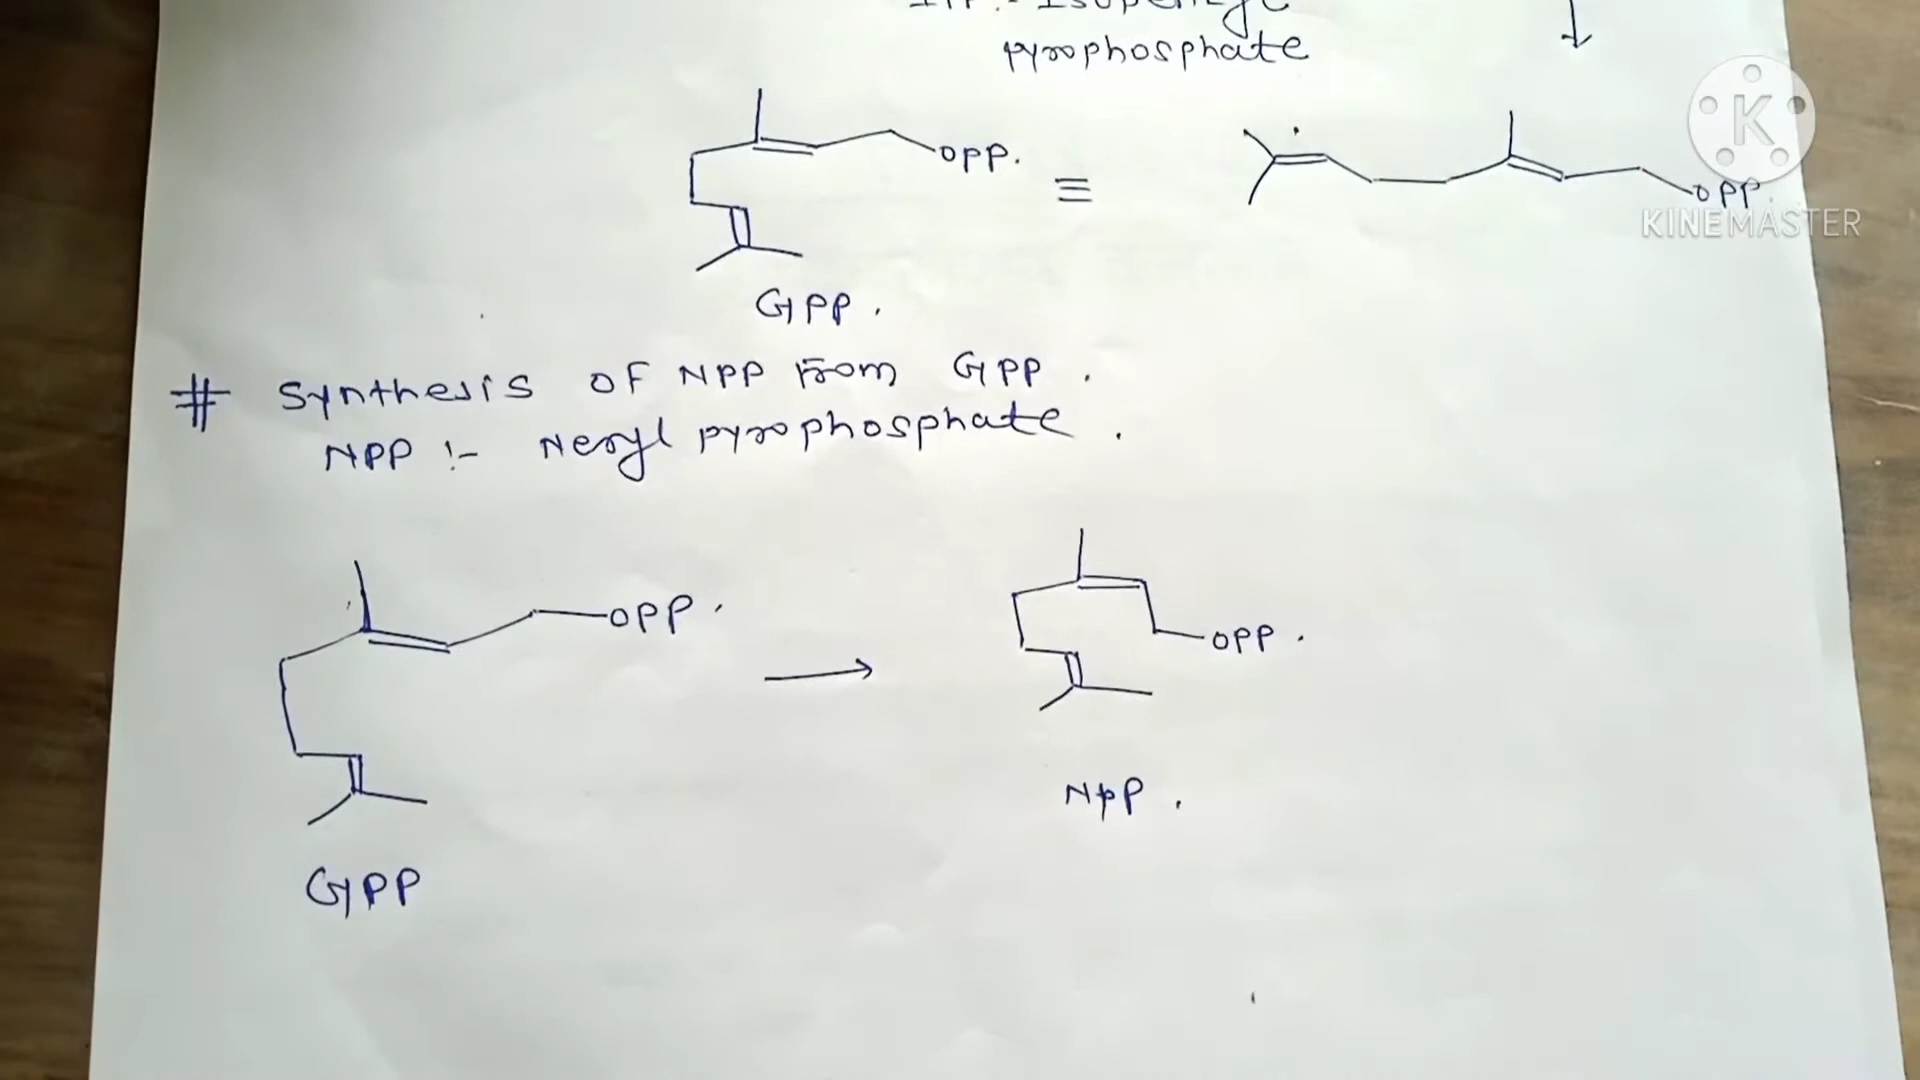 pyrophosphate
OPP.
≡
OPP.
KINEMASTER
GPP.
# Synthesis OF NPP From GPP.
NPP :- Neryl pyrophosphate.
OPP.
OPP.
NPP.
GPP